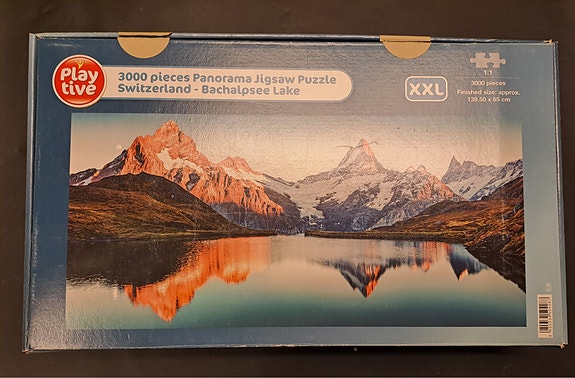 Play
tive
3000 pieces Panorama Jigsaw Puzzle
Switzerland - Bachalpsee Lake
XXL
1:1
3000 pieces
Finished size: approx.
139.50 x 65 cm